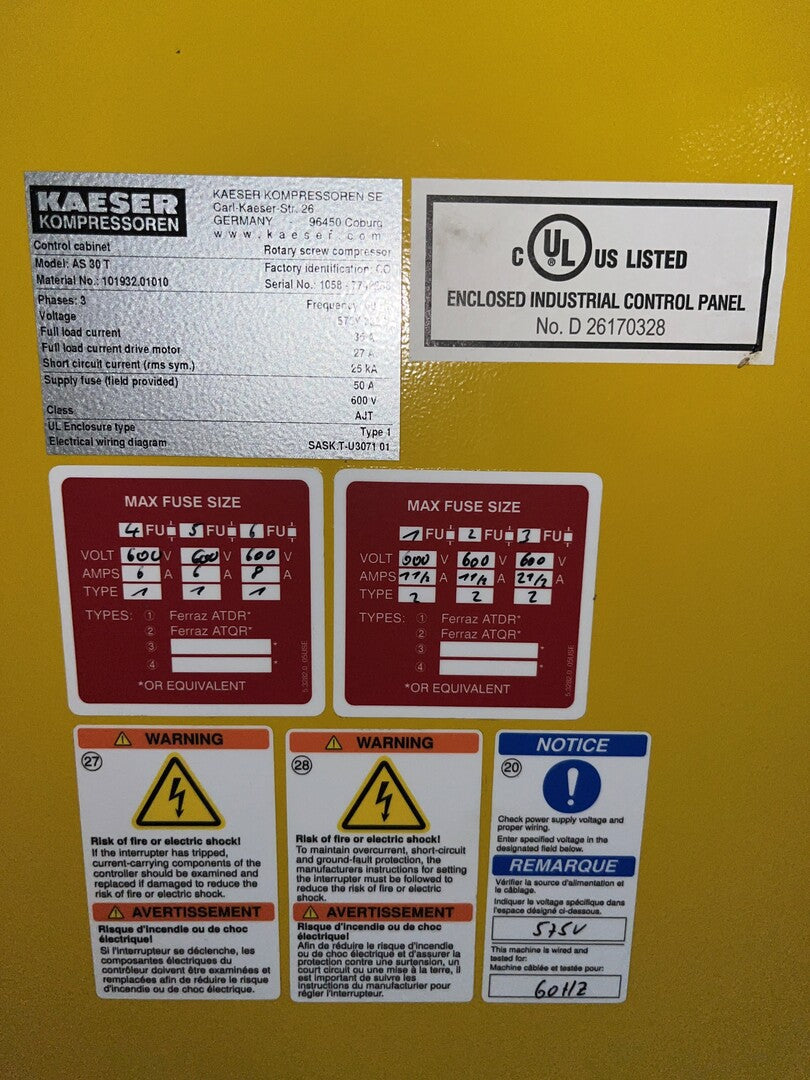 KAESER
KOMPRESSOREN
KAESER KOMPRESSOREN SE
Carl-Kaeser-Str. 26
GERMANY 96450 Coburg
www.kaeser.com
Control cabinet Rotary screw compressor
Model: AS 30 T Factory identification:
Material No.: 101932.01010 Serial No.: 1058
Phases: 3 Frequency
Voltage
Full load current
Full load current drive motor 27 A
Short circuit current (rms sym.) 25 kA
Supply fuse (field provided) 50 A
600 V
Class AJT
UL Enclosure type Type 1
Electrical wiring diagram SASK.T-U3071 01
C UL ® US LISTED
ENCLOSED INDUSTRIAL CONTROL PANEL
No. D 26170328
MAX FUSE SIZE
4 FU 5 FU 6 FU
VOLT 600 V 600 V 600 V
AMPS 6 A 6 A 8 A
TYPE 1 1 1
TYPES: ① Ferraz ATDR*
② Ferraz ATQR*
③ *
④ *
*OR EQUIVALENT
MAX FUSE SIZE
1 FU 2 FU 3 FU
VOLT 600 V 600 V 600 V
AMPS A A A
TYPE 2 2 2
TYPES: ① Ferraz ATDR*
② Ferraz ATQR*
③ *
④ *
*OR EQUIVALENT
WARNING
27
Risk of fire or electric shock!
If the interrupter has tripped,
current-carrying components of the
controller should be examined and
replaced if damaged to reduce the
risk of fire or electric shock.
AVERTISSEMENT
Risque d'incendie ou de choc
électrique!
Si l'interrupteur se déclenche, les
composantes électriques du
contrôleur doivent être examinées et
remplacées afin de réduire le risque
d'incendie ou de choc électrique.
WARNING
28
Risk of fire or electric shock!
To maintain overcurrent, short-circuit
and ground-fault protection, the
manufacturers instructions for setting
the interrupter must be followed to
reduce the risk of fire or electric
shock.
AVERTISSEMENT
Risque d'incendie ou de choc
électrique!
Afin de réduire le risque d'incendie
ou de choc électrique et d'assurer la
protection contre une surtension, un
court circuit ou une mise à la terre, il
est important de suivre les
instructions du manufacturier pour
régler l'interrupteur.
NOTICE
20
Check power supply voltage and
proper wiring.
Enter specified voltage in the
designated field below.
REMARQUE
Vérifier la source d'alimentation et
le câblage.
Indiquer le voltage spécifique dans
l'espace désigné ci-dessous.
575V
This machine is wired and
tested for:
Machine câblée et testée pour:
60HZ